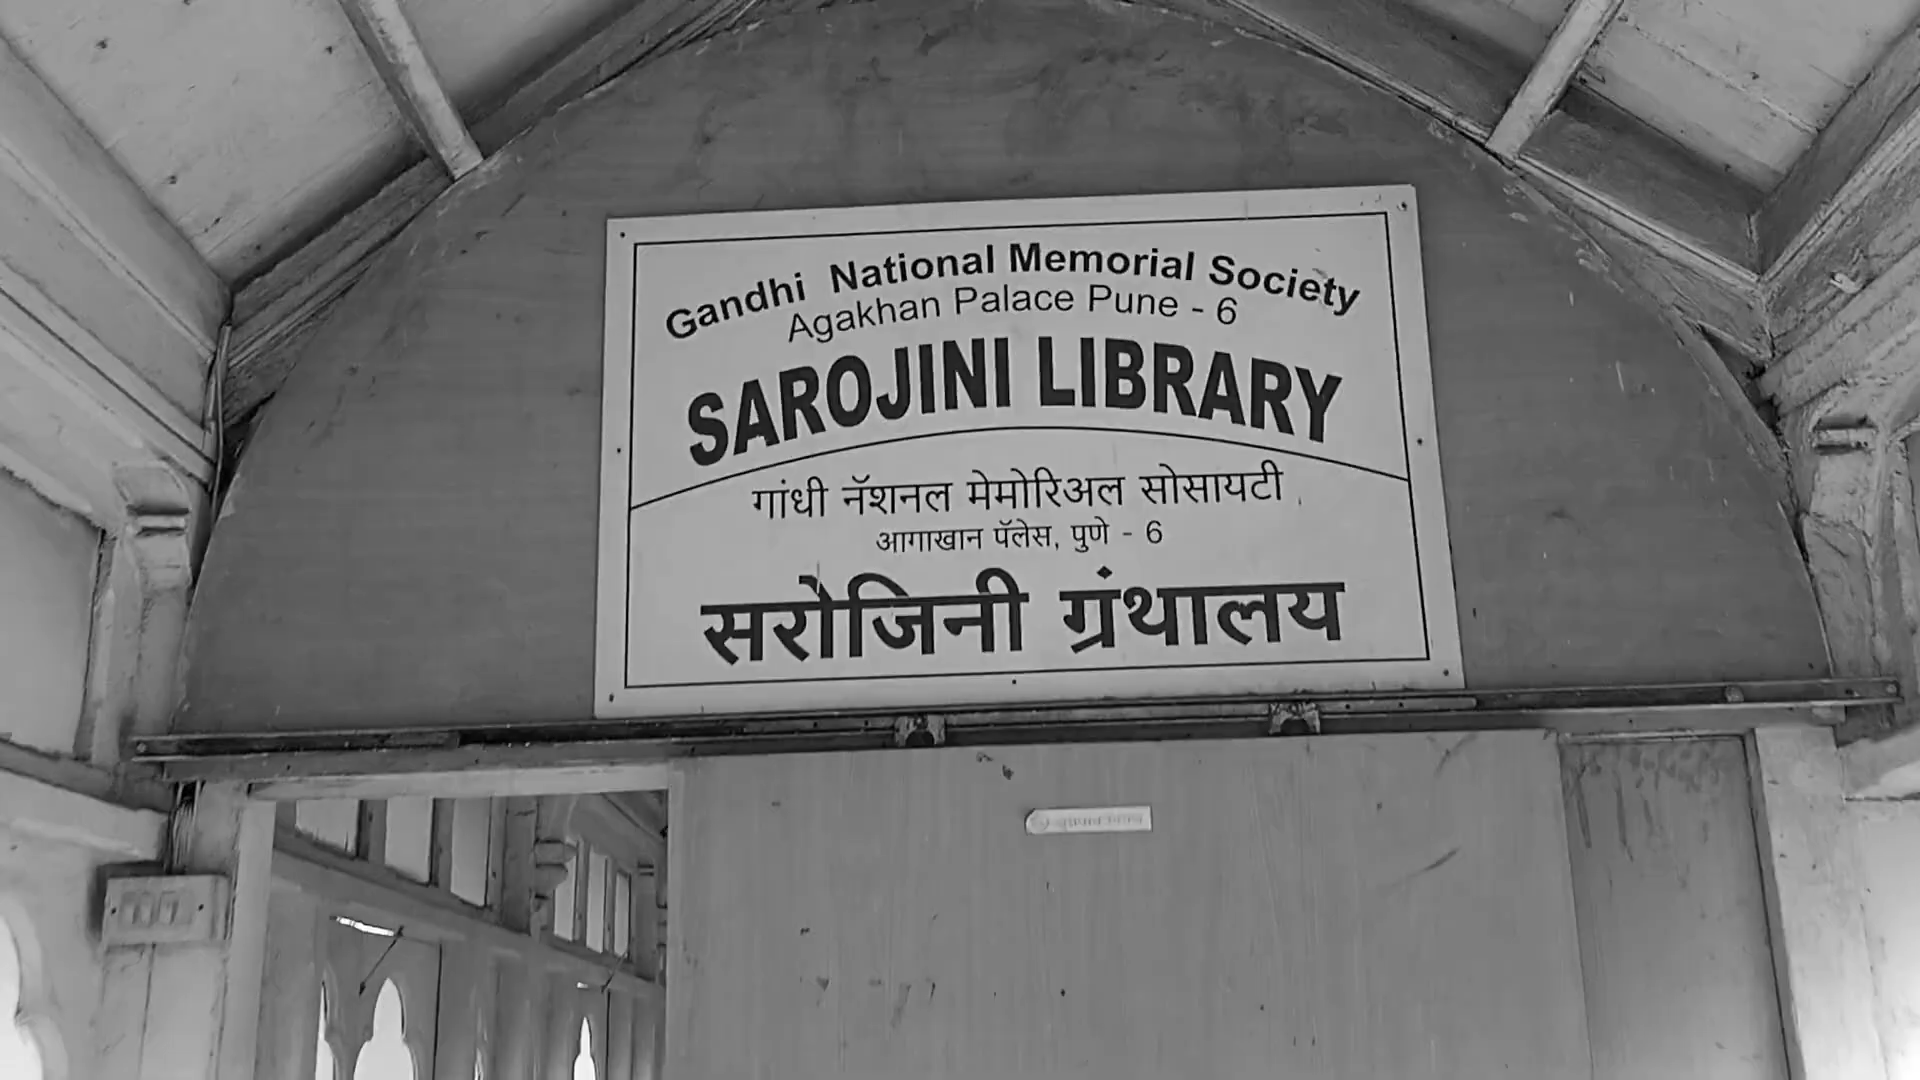 Gandhi National Memorial Society
Agakhan Palace Pune - 6
SAROJINI LIBRARY
गांधी नॅशनल मेमोरिअल सोसायटी
आगाखान पॅलेस, पुणे - 6
सरोजिनी ग्रंथालय